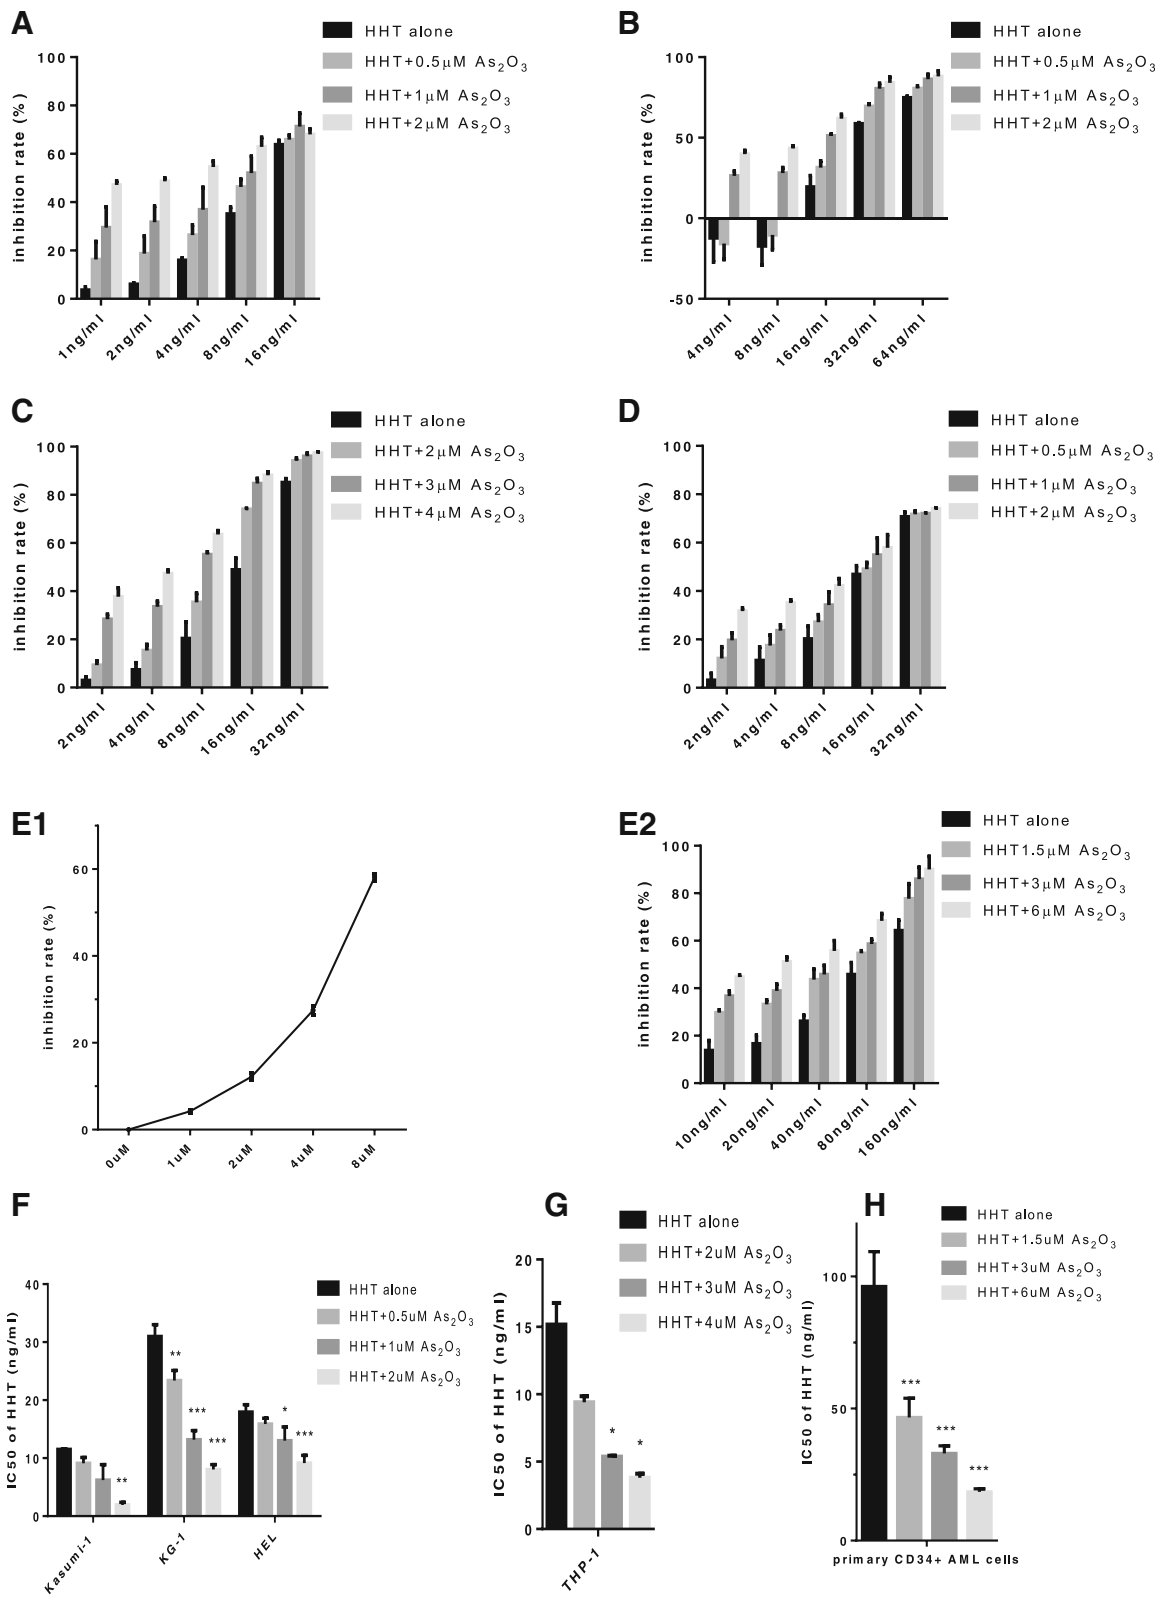 A
HHT alone
HHT+0.5μM As₂O₃
HHT+1μM As₂O₃
HHT+2μM As₂O₃
inhibition rate (%)
100
80
60
40
20
0
1ng/ml
2ng/ml
4ng/ml
8ng/ml
16ng/ml
B
HHT alone
HHT+0.5μM As₂O₃
HHT+1μM As₂O₃
HHT+2μM As₂O₃
inhibition rate (%)
100
50
0
-50
4ng/ml
8ng/ml
16ng/ml
32ng/ml
64ng/ml
C
HHT alone
HHT+2μM As₂O₃
HHT+3μM As₂O₃
HHT+4μM As₂O₃
inhibition rate (%)
100
80
60
40
20
0
2ng/ml
4ng/ml
8ng/ml
16ng/ml
32ng/ml
D
HHT alone
HHT+0.5μM As₂O₃
HHT+1μM As₂O₃
HHT+2μM As₂O₃
inhibition rate (%)
100
80
60
40
20
0
2ng/ml
4ng/ml
8ng/ml
16ng/ml
32ng/ml
E1
inhibition rate (%)
60
40
20
0
0uM
1uM
2uM
4uM
8uM
E2
HHT alone
HHT1.5μM As₂O₃
HHT+3μM As₂O₃
HHT+6μM As₂O₃
inhibition rate (%)
100
80
60
40
20
0
10ng/ml
20ng/ml
40ng/ml
80ng/ml
160ng/ml
F
HHT alone
HHT+0.5uM As₂O₃
HHT+1uM As₂O₃
HHT+2uM As₂O₃
IC50 of HHT (ng/ml)
40
30
20
10
0
**
**
***
***
*
***
Kasumi-1
KG-1
HEL
G
HHT alone
HHT+2uM As₂O₃
HHT+3uM As₂O₃
HHT+4uM As₂O₃
IC50 of HHT (ng/ml)
20
15
10
5
0
*
*
THP-1
H
HHT alone
HHT+1.5uM As₂O₃
HHT+3uM As₂O₃
HHT+6uM As₂O₃
IC50 of HHT (ng/ml)
100
50
0
***
***
***
primary CD34+ AML cells